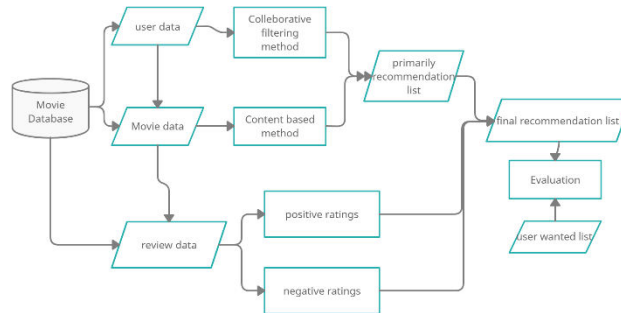 user data
Colleborative
filtering
method
primarily
recommendation
list
Movie
Database
Movie data
Content based
method
final recommendation list
Evaluation
positive ratings
user wanted list
review data
negative ratings